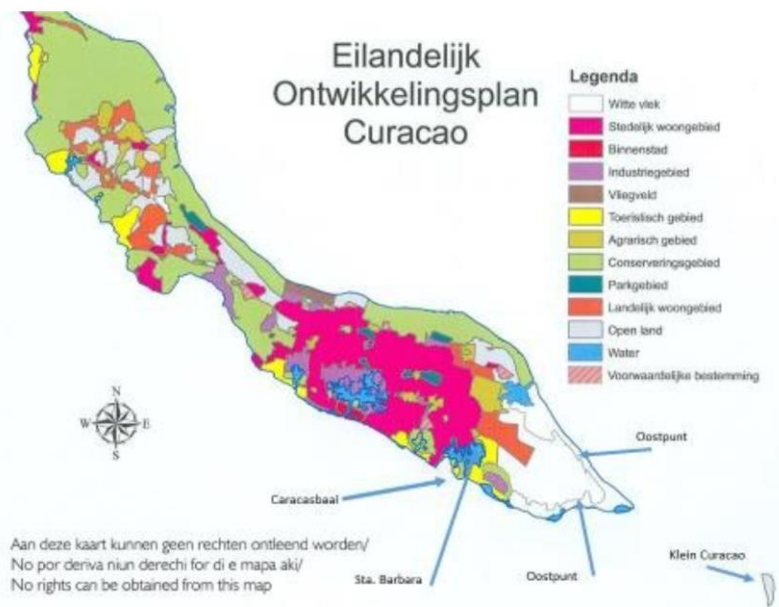 Eilandelijk
Ontwikkelingsplan
Curacao
Legenda
Witte vlek
Stedelijk woongebied
Binnenstad
Industriegebied
Vliegveld
Toeristisch gebied
Agrarisch gebied
Conserveringsgebied
Parkgebied
Landelijk woongebied
Open land
Water
Voorwaardelijke bestemming
N
W E
S
Oostpunt
Caracasbaai
Klein Curacao
Sta. Barbara
Oostpunt
Aan deze kaart kunnen geen rechten ontleend worden/
No por deriva niun derechi for di e mapa aki/
No rights can be obtained from this map